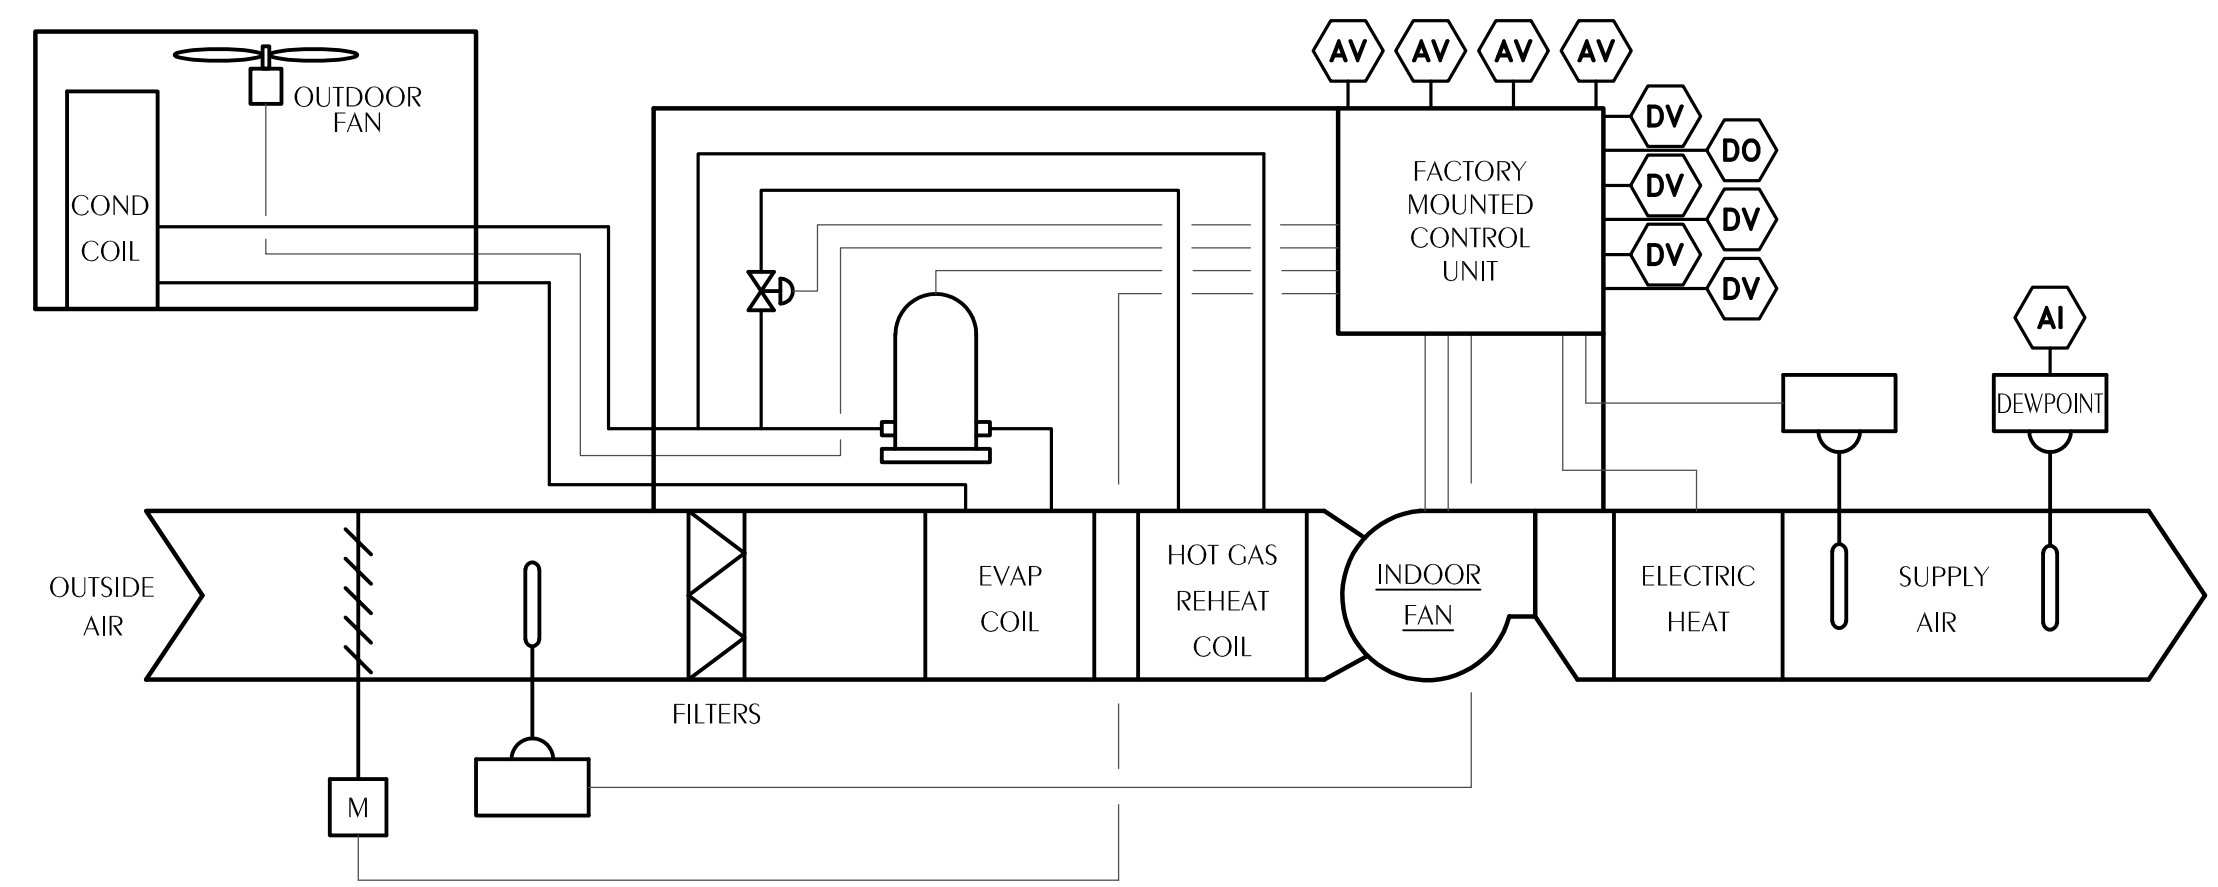 AV AV AV AV
OUTDOOR
FAN
DV
DO
FACTORY
MOUNTED
CONTROL
UNIT
DV
DV
DV
DV
COND
COIL
AI
DEWPOINT
OUTSIDE
AIR
EVAP
COIL
HOT GAS
REHEAT
COIL
INDOOR
FAN
ELECTRIC
HEAT
SUPPLY
AIR
FILTERS
M